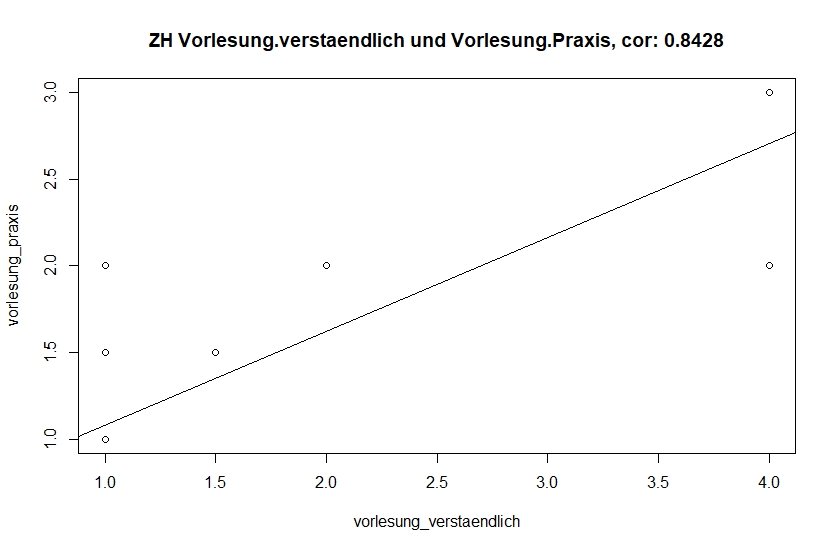 ZH Vorlesung.verstaendlich und Vorlesung.Praxis, cor: 0.8428
vorlesung_praxis
3.0
2.5
2.0
1.5
1.0
1.0 1.5 2.0 2.5 3.0 3.5 4.0
vorlesung_verstaendlich